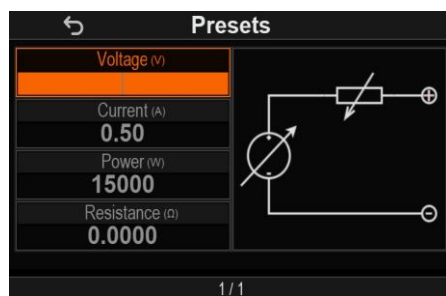 Presets
Voltage (V)
Current (A)
0.50
Power (W)
15000
Resistance (Ω)
0.0000
1 / 1